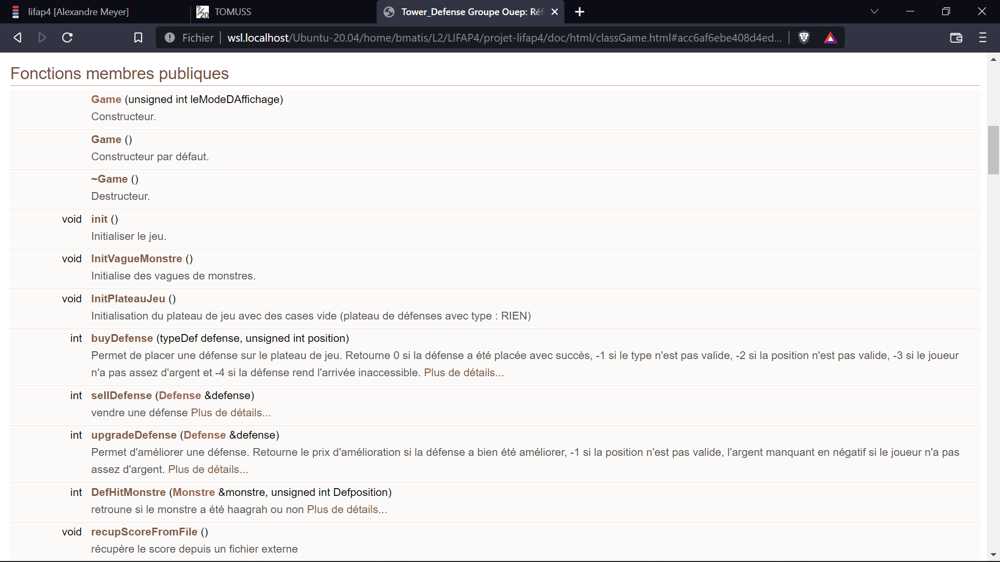 lifap4 [Alexandre Meyer]
TOMUSS
Tower_Defense Groupe Ouep: Réf
Fichier wsl.localhost/Ubuntu-20.04/home/bmatis/L2/LIFAP4/projet-lifap4/doc/html/classGame.html#acc6af6ebe408d4ed...
Fonctions membres publiques
Game (unsigned int leModeDAffichage)
Constructeur.
Game ()
Constructeur par défaut.
~Game ()
Destructeur.
void init ()
Initialiser le jeu.
void InitVagueMonstre ()
Initialise des vagues de monstres.
void InitPlateauJeu ()
Initialisation du plateau de jeu avec des cases vide (plateau de défenses avec type : RIEN)
int buyDefense (typeDef defense, unsigned int position)
Permet de placer une défense sur le plateau de jeu. Retourne 0 si la défense a été placée avec succès, -1 si le type n'est pas valide, -2 si la position n'est pas valide, -3 si le joueur
n'a pas assez d'argent et -4 si la défense rend l'arrivée inaccessible. Plus de détails...
int sellDefense (Defense &defense)
vendre une défense Plus de détails...
int upgradeDefense (Defense &defense)
Permet d'améliorer une défense. Retourne le prix d'amélioration si la défense a bien été améliorer, -1 si la position n'est pas valide, l'argent manquant en négatif si le joueur n'a pas
assez d'argent. Plus de détails...
int DefHitMonstre (Monstre &monstre, unsigned int Defposition)
retroune si le monstre a été haagrah ou non Plus de détails...
void recupScoreFromFile ()
récupère le score depuis un fichier externe